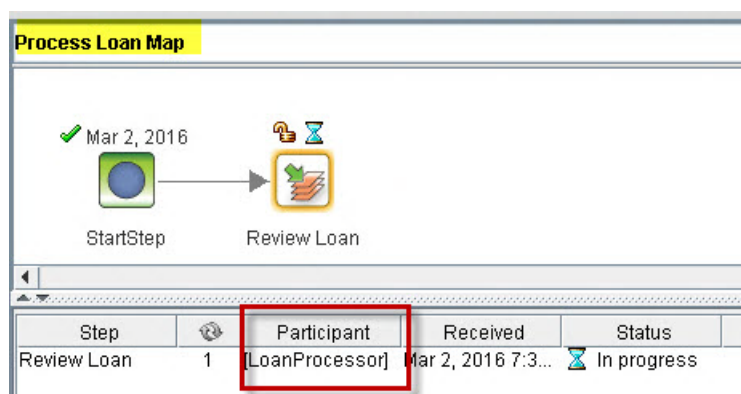 Process Loan Map
Mar 2, 2016
StartStep Review Loan
Step Participant Received Status
Review Loan 1 [LoanProcessor] Mar 2, 2016 7:3... In progress